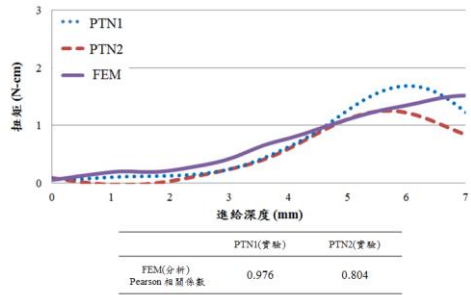 3
PTN1
PTN2
FEM
2
1
0
扭矩 (N-cm)
0 1 2 3 4 5 6 7
進給深度 (mm)
PTN1(實驗) PTN2(實驗)
FEM(分析)
Pearson 相關係數
0.976 0.804